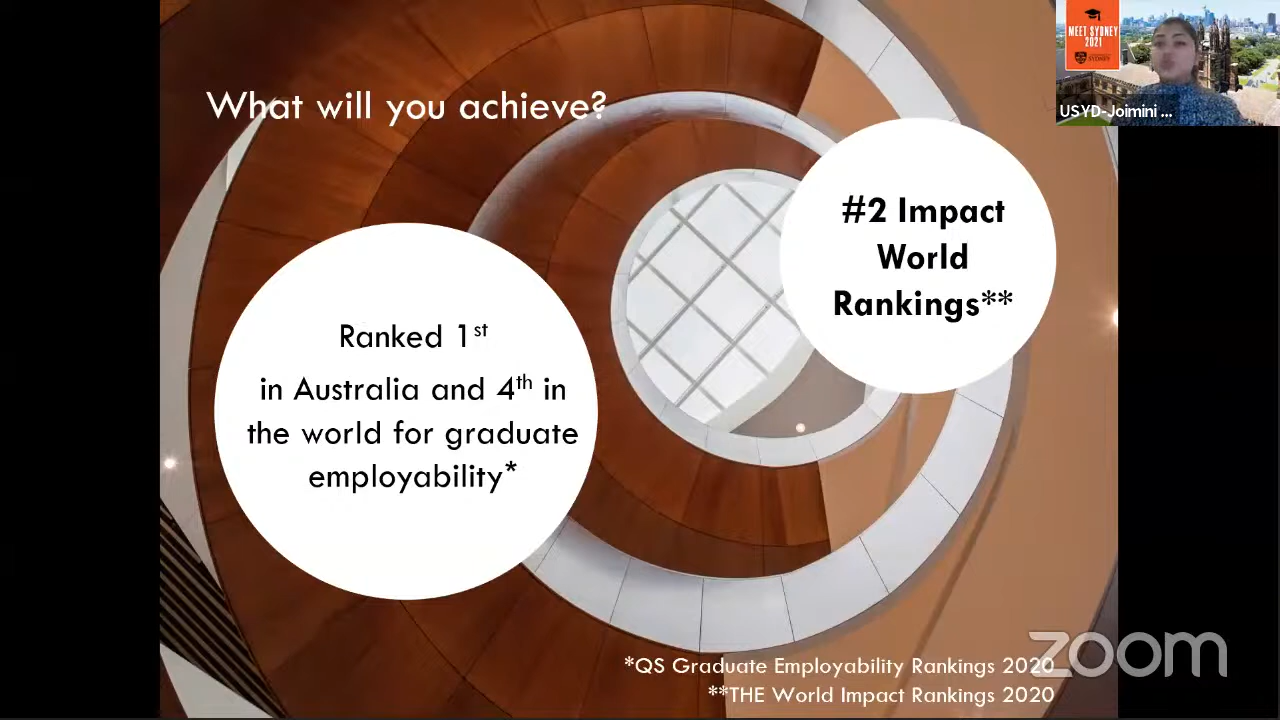 What will you achieve?
MEET SYDNEY
2021
SYDNEY
USYD-Joimini ...
#2 Impact
World
Rankings**
Ranked 1st
in Australia and 4th in
the world for graduate
employability*
*QS Graduate Employability Rankings 2020
**THE World Impact Rankings 2020
zoom